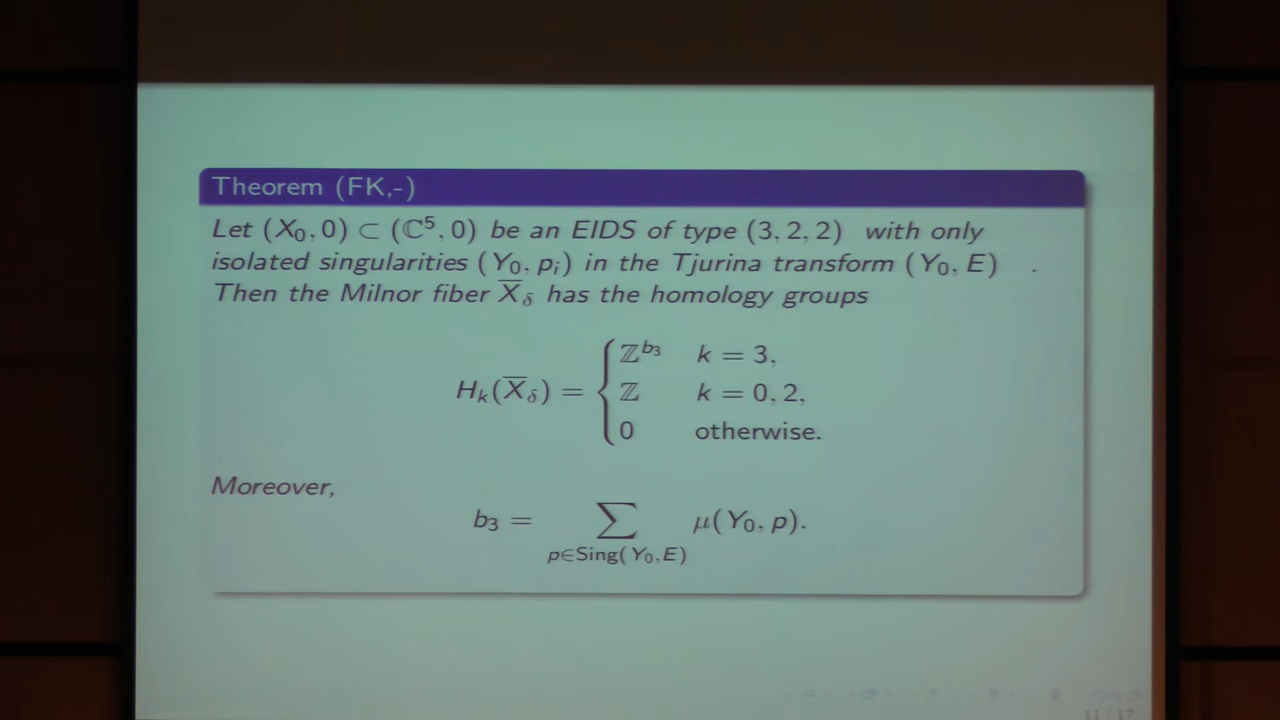 Theorem (FK,-)
Let (X₀, 0) ⊂ (ℂ⁵, 0) be an EIDS of type (3, 2, 2) with only
isolated singularities (Y₀, pᵢ) in the Tjurina transform (Y₀, E) .
Then the Milnor fiber X̅_δ has the homology groups
H_k(X̅_δ) = { ℤ^{b₃} k = 3,
ℤ k = 0, 2,
0 otherwise.
Moreover,
b₃ = ∑_{p∈Sing(Y₀,E)} μ(Y₀, p).
11 / 17